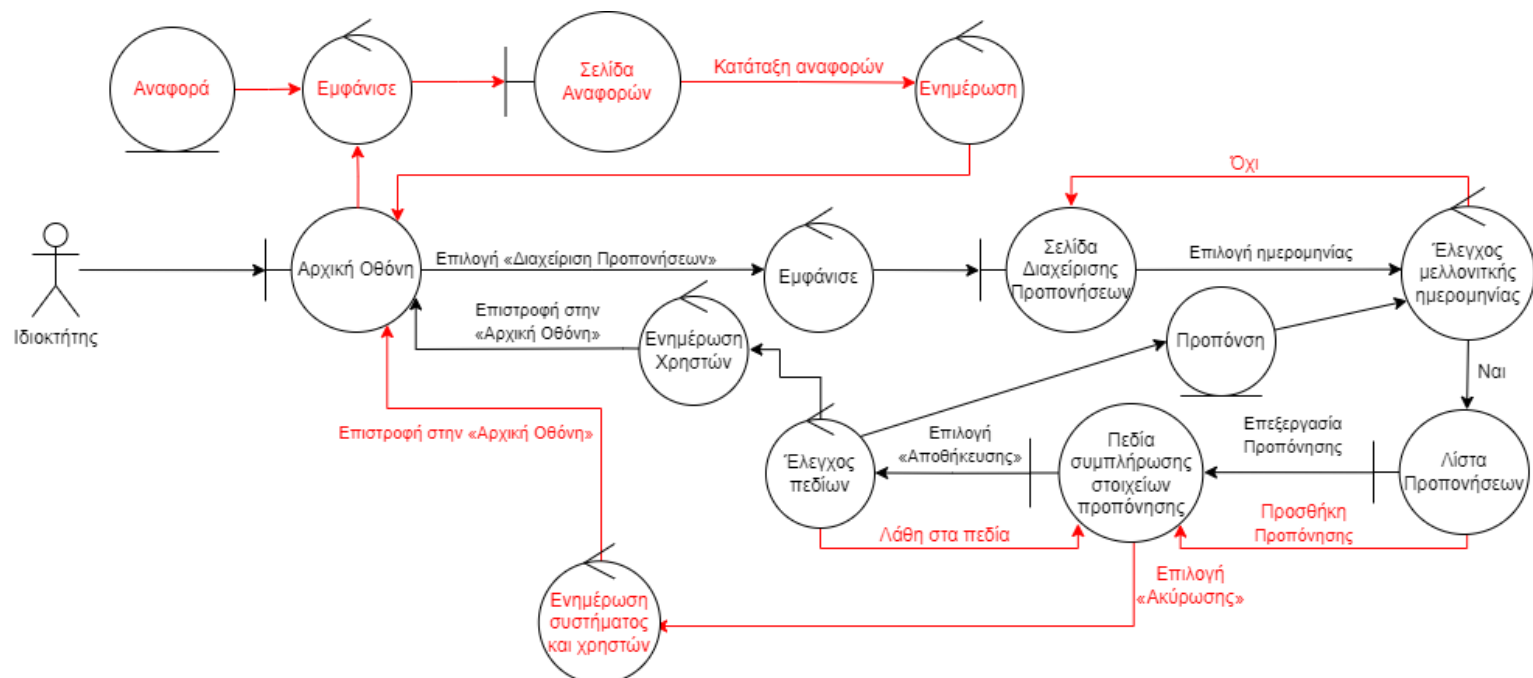 Αναφορά
Εμφάνισε
Σελίδα
Αναφορών
Κατάταξη αναφορών
Ενημέρωση
Όχι
Ιδιοκτήτης
Αρχική Οθόνη
Επιλογή «Διαχείριση Προπονήσεων»
Εμφάνισε
Σελίδα
Διαχείρισης
Προπονήσεων
Επιλογή ημερομηνίας
Έλεγχος
μελλονιτκής
ημερομηνίας
Επιστροφή στην
«Αρχική Οθόνη»
Ενημέρωση
Χρηστών
Προπόνση
Ναι
Επιστροφή στην «Αρχική Οθόνη»
Έλεγχος
πεδίων
Επιλογή
«Αποθήκευσης»
Πεδία
συμπλήρωσης
στοιχείων
προπόνησης
Επεξεργασία
Προπόνησης
Λίστα
Προπονήσεων
Λάθη στα πεδία
Προσθήκη
Προπόνησης
Επιλογή
«Ακύρωσης»
Ενημέρωση
συστήματος
και χρηστών